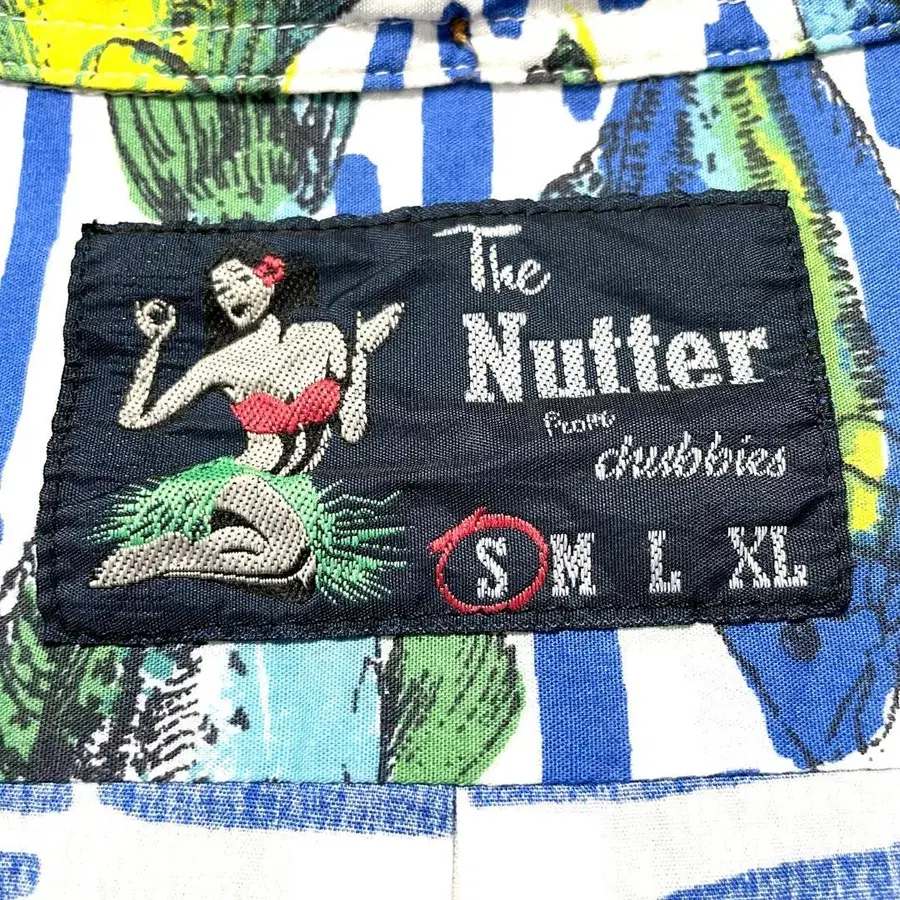 The
Nutter
From
chubbies
S M L XL